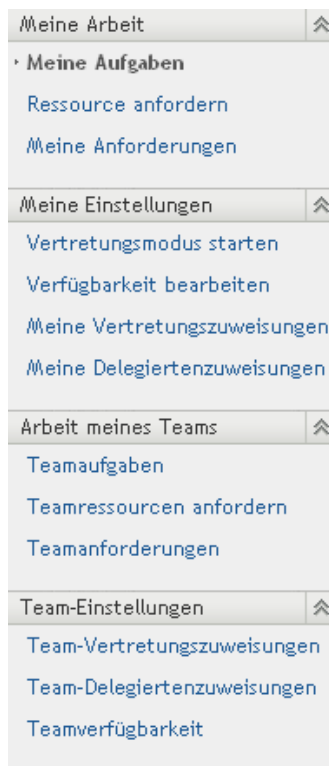 Meine Arbeit
Meine Aufgaben
Ressource anfordern
Meine Anforderungen
Meine Einstellungen
Vertretungsmodus starten
Verfügbarkeit bearbeiten
Meine Vertretungszuweisungen
Meine Delegiertenzuweisungen
Arbeit meines Teams
Teamaufgaben
Teamressourcen anfordern
Teamanforderungen
Team-Einstellungen
Team-Vertretungszuweisungen
Team-Delegiertenzuweisungen
Teamverfügbarkeit